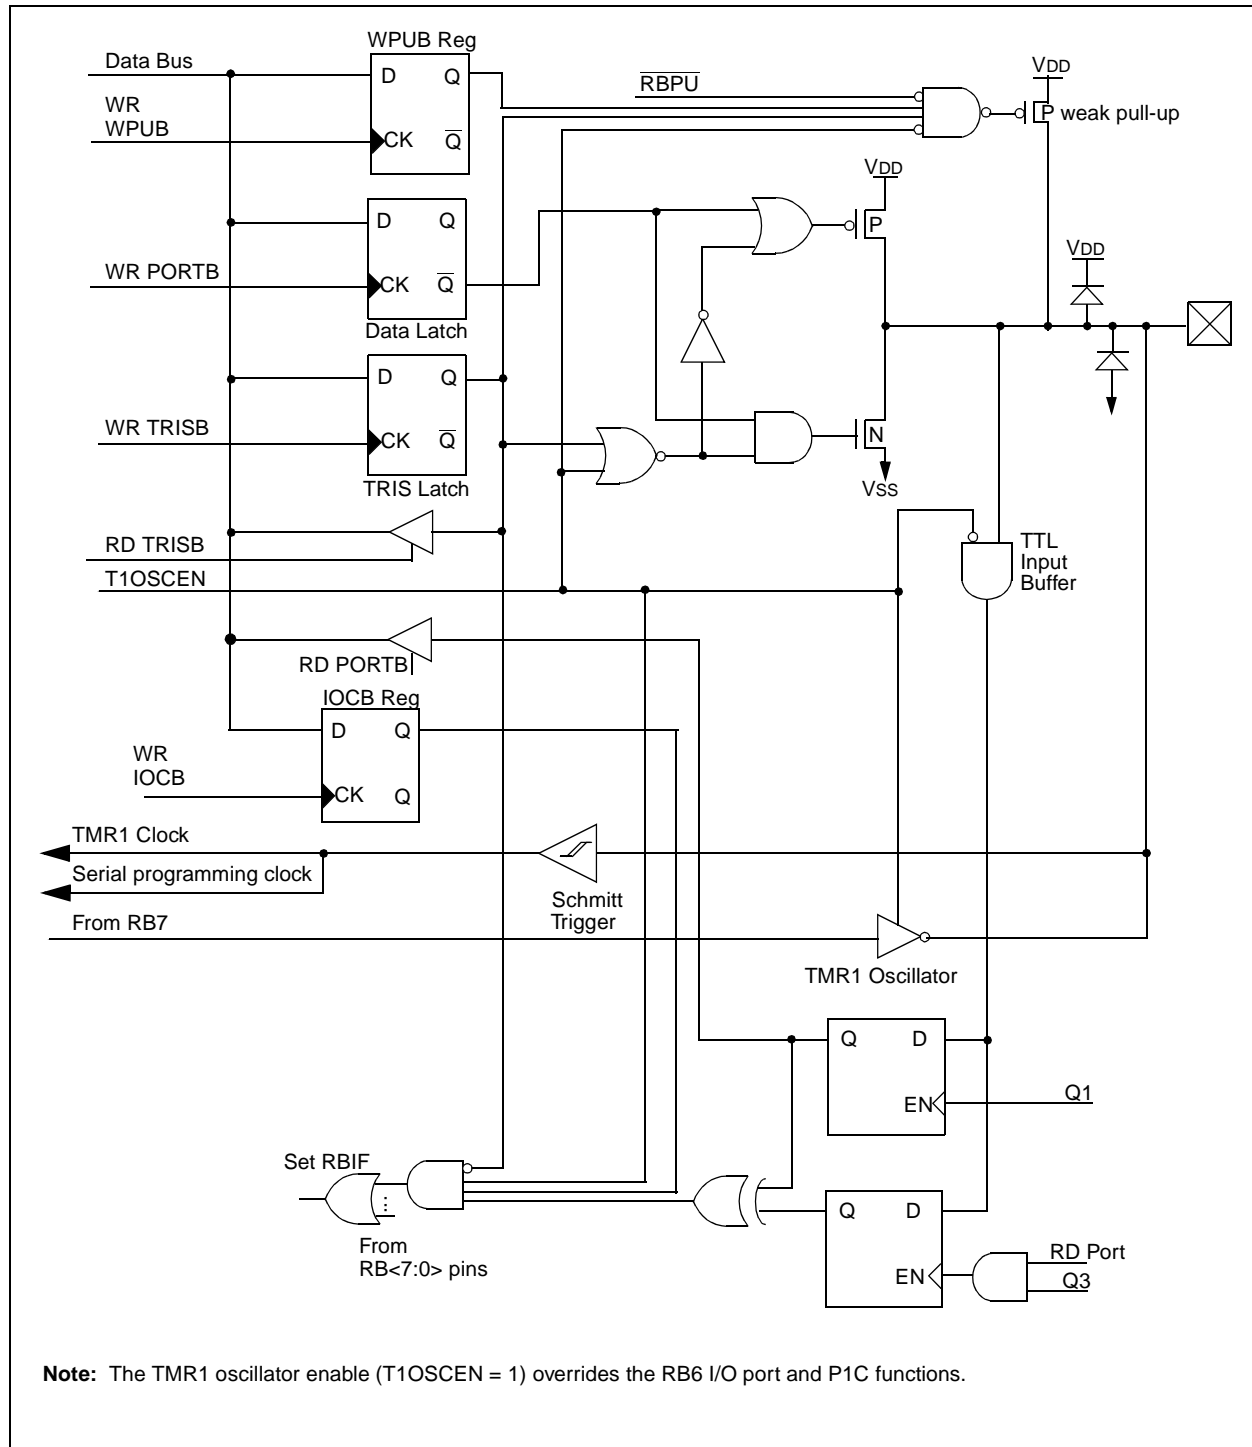 WPUB Reg
Data Bus
D Q
RBPU
VDD
WR
WPUB
CK Q
P weak pull-up
VDD
D Q
P
VDD
WR PORTB
CK Q
Data Latch
D Q
WR TRISB
CK Q
N
TRIS Latch
VSS
RD TRISB
TTL
Input
Buffer
T1OSCEN
RD PORTB
IOCB Reg
D Q
WR
IOCB
CK Q
TMR1 Clock
Serial programming clock
Schmitt
Trigger
From RB7
TMR1 Oscillator
Q D
EN
Q1
Set RBIF
Q D
From
RB<7:0> pins
RD Port
EN
Q3
Note: The TMR1 oscillator enable (T1OSCEN = 1) overrides the RB6 I/O port and P1C functions.